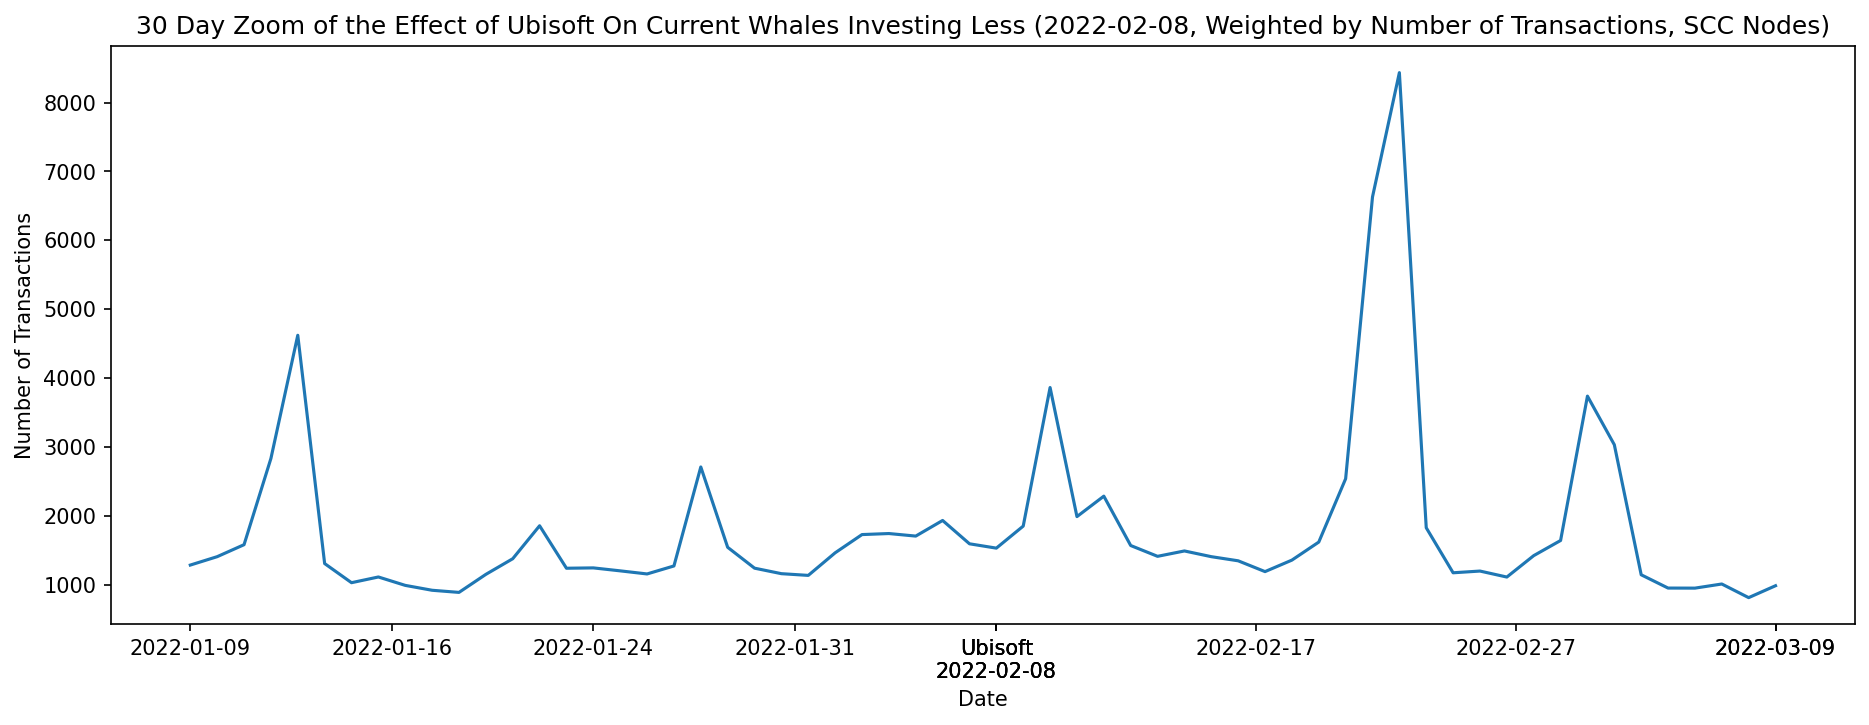 30 Day Zoom of the Effect of Ubisoft On Current Whales Investing Less (2022-02-08, Weighted by Number of Transactions, SCC Nodes)
Number of Transactions
8000
7000
6000
5000
4000
3000
2000
1000
2022-01-09 2022-01-16 2022-01-24 2022-01-31 Ubisoft 2022-02-17 2022-02-27 2022-03-09
2022-02-08
Date